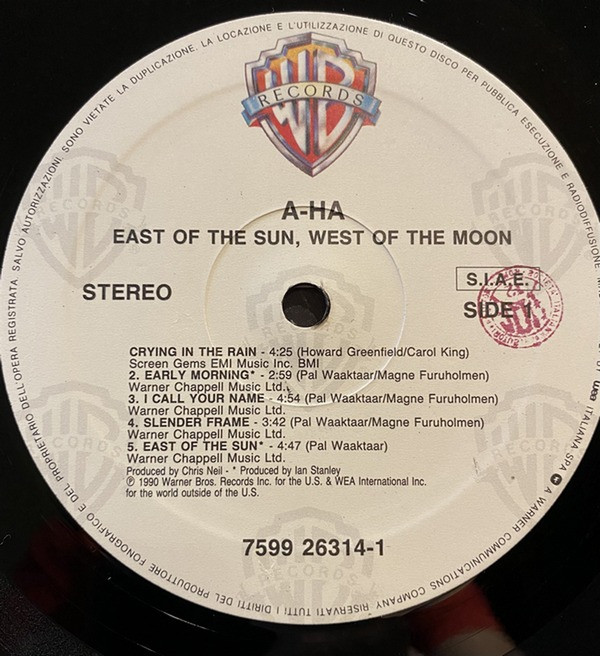 SONO VIETATE LA DUPLICAZIONE, LA LOCAZIONE E L'UTILIZZAZIONE DI QUESTO DISCO PER PUBBLICA ESECUZIONE E RADIODIFFUSIONE.
WB
RECORDS
A-HA
EAST OF THE SUN, WEST OF THE MOON
STEREO
S.I.A.E.
SIDE 1
CRYING IN THE RAIN - 4:25 (Howard Greenfield/Carol King)
Screen Gems EMI Music Inc. BMI
2. EARLY MORNING* - 2:59 (Pal Waaktaar/Magne Furuholmen)
Warner Chappell Music Ltd.
3. I CALL YOUR NAME - 4:54 (Pal Waaktaar/Magne Furuholmen)
Warner Chappell Music Ltd.
4. SLENDER FRAME - 3:42 (Pal Waaktaar/Magne Furuholmen)
Warner Chappell Music Ltd.
5. EAST OF THE SUN* - 4:47 (Pal Waaktaar)
Warner Chappell Music Ltd.
Produced by Chris Neil - * Produced by Ian Stanley
℗ 1990 Warner Bros. Records Inc. for the U.S. & WEA International Inc.
for the world outside of the U.S.
7599 26314-1
ITALIANA SPA A WARNER COMMUNICATIONS COMPANY
RISERVATI TUTTI I DIRITTI DEL PRODUTTORE FONOGRAFICO E DEL PROPRIETARIO DELL'OPERA REGISTRATA. SALVO AUTORIZZAZIONI